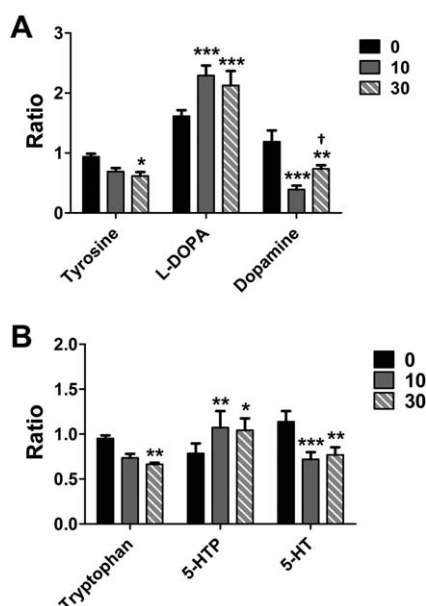 A
3
2
1
0
Ratio
*
***
***
***
†
**
0
10
30
Tyrosine
L-DOPA
Dopamine
B
2.0
1.5
1.0
0.5
0.0
Ratio
**
**
*
***
**
0
10
30
Tryptophan
5-HTP
5-HT